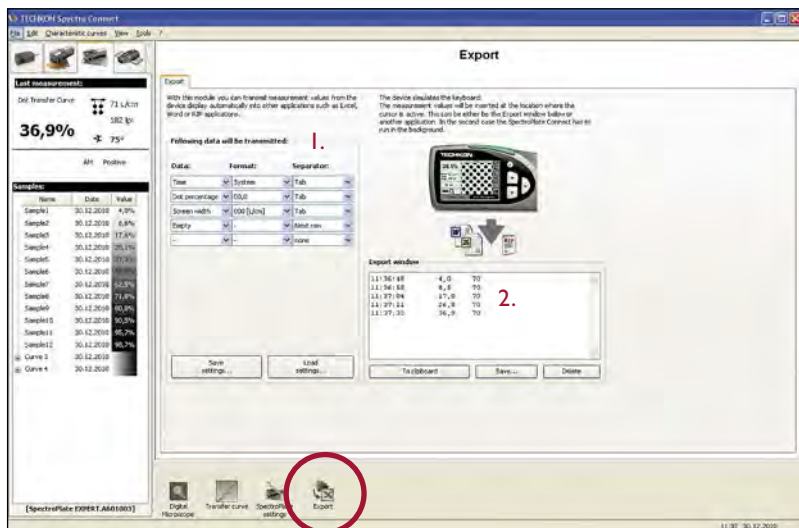 TECHKON Spectro Connect
File Edit Characteristic curves View Tools ?
Export
Last measurement:
Dot Transfer Curve
71 L/cm
182 lpi
36,9%
75°
AM Positive
Samples:
Name Date Value
Sample1 30.12.2010 4,0%
Sample2 30.12.2010 8,6%
Sample3 30.12.2010 17,6%
Sample4 30.12.2010
Sample5 30.12.2010
Sample6 30.12.2010
Sample7 30.12.2010 62,5%
Sample8 30.12.2010 71,8%
Sample9 30.12.2010
Sample10 30.12.2010 90,5%
Sample11 30.12.2010 95,7%
Sample12 30.12.2010 98,7%
Curve 3 30.12.2010
Curve 4 30.12.2010
[SpectroPlate EXPERT.A601003]
Export
With this module you can transmit measurement values from the
device display automatically into other applications such as Excel,
Word or RIP applications.
1.
Following data will be transmitted:
Data: Format: Separator:
Time System Tab
Dot percentage 00,0 Tab
Screen width 000 [L/cm] Tab
Empty - Next row
- - none
Save settings...
Load settings...
The device simulates the keyboard.
The measurement values will be inserted at the location where the
cursor is active. This can be either the Export window below or
another application. In the second case the SpectroPlate Connect has to
run in the background.
TECHKON
Export window
11:36:48 4,0 70
11:36:58 8,6 70
11:37:04 17,8 70
11:37:11 26,8 70
11:37:33 36,9 70
2.
To clipboard
Save...
Delete
Digital Microscope
Transfer curve
SpectroPlate settings
Export
11:37 30.12.2010